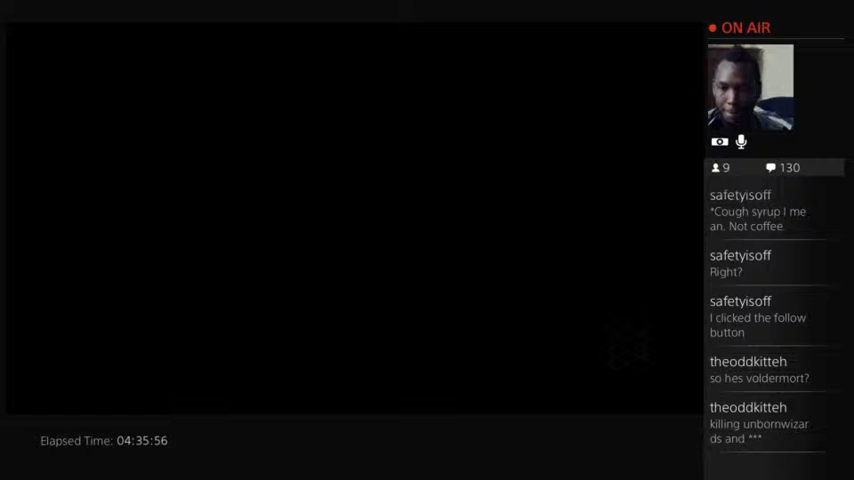 ON AIR
9 130
safetyisoff
*Cough syrup I me
an. Not coffee.
safetyisoff
Right?
safetyisoff
I clicked the follow
button
theoddkitteh
so hes voldermort?
theoddkitteh
killing unbornwizar
ds and ***
Elapsed Time: 04:35:56